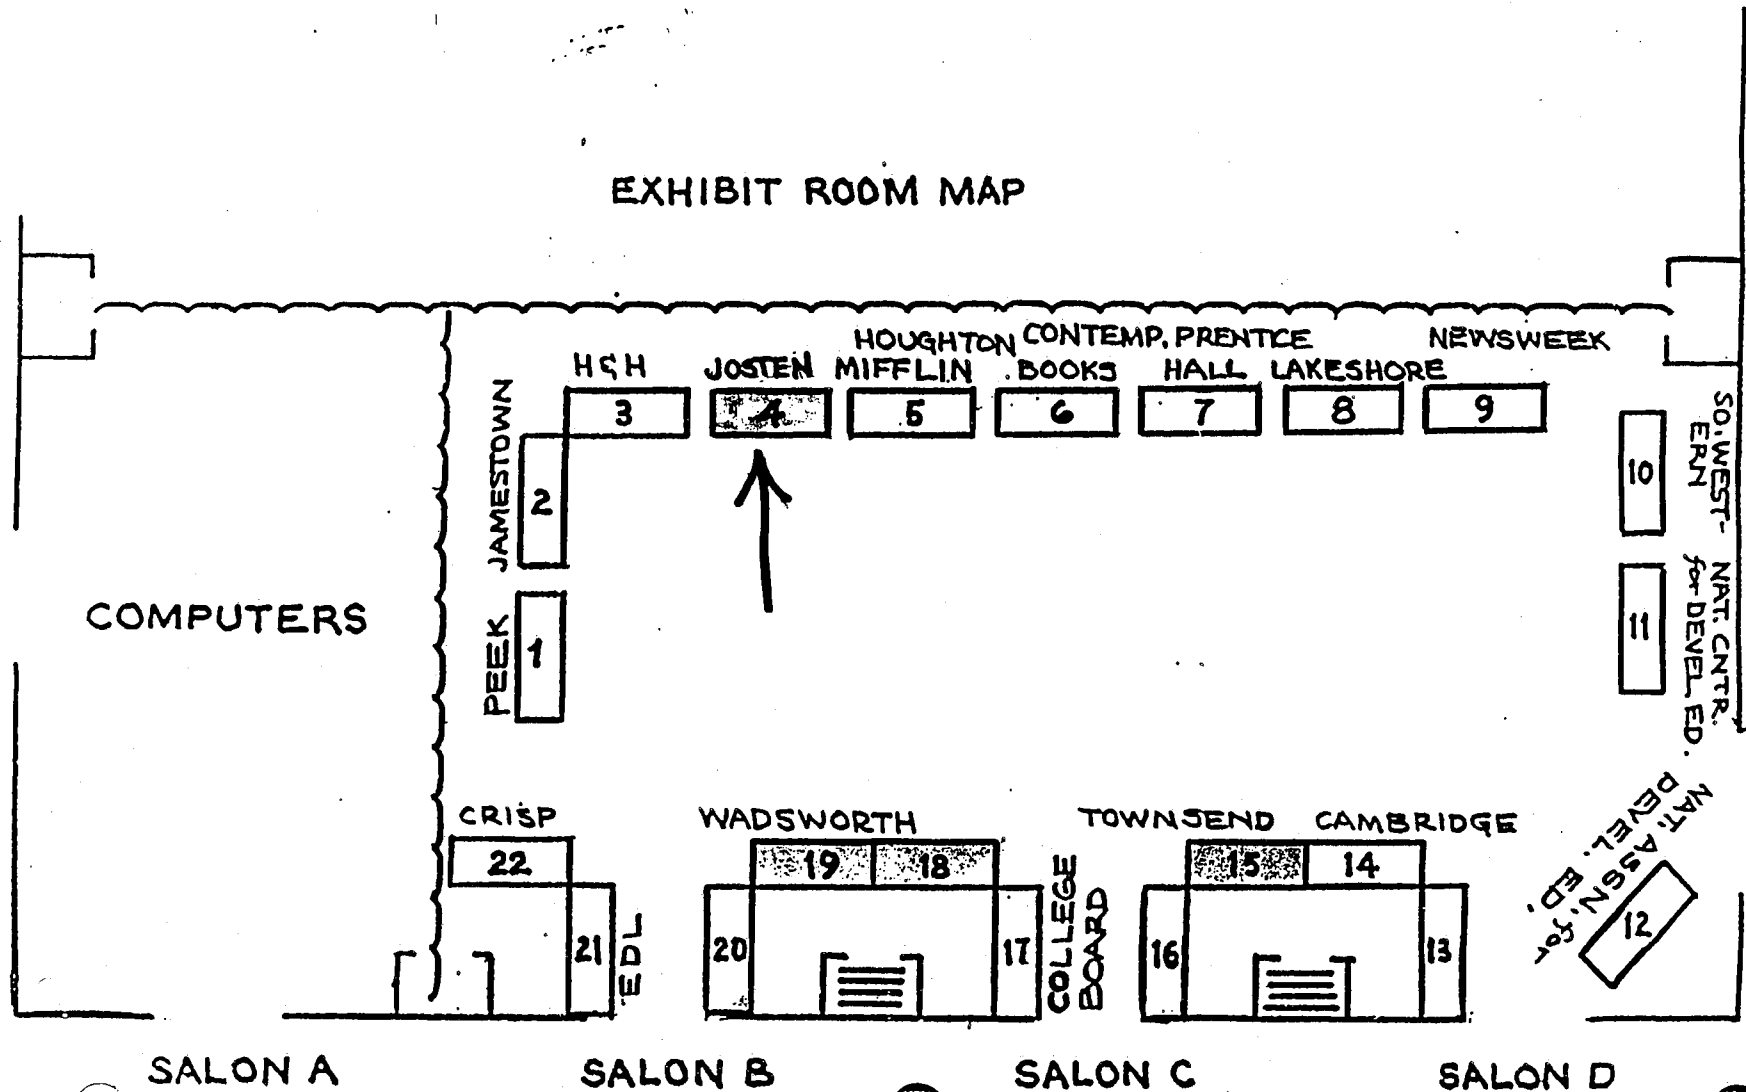 EXHIBIT ROOM MAP
HOUGHTON CONTEMP. PRENTICE NEWSWEEK
H&H JOSTEN MIFFLIN BOOKS HALL LAKESHORE
3 4 5 6 7 8 9
JAMESTOWN
2
PEEK
1
COMPUTERS
SO. WEST-
ERN
10
NAT. CNTR.
for DEVEL ED.
11
NAT. ASSN. for
DEVEL. ED.
12
CRISP WADSWORTH TOWNSEND CAMBRIDGE
22 19 18 15 14
21
EDL
20
17
COLLEGE
BOARD
16
13
SALON A SALON B SALON C SALON D